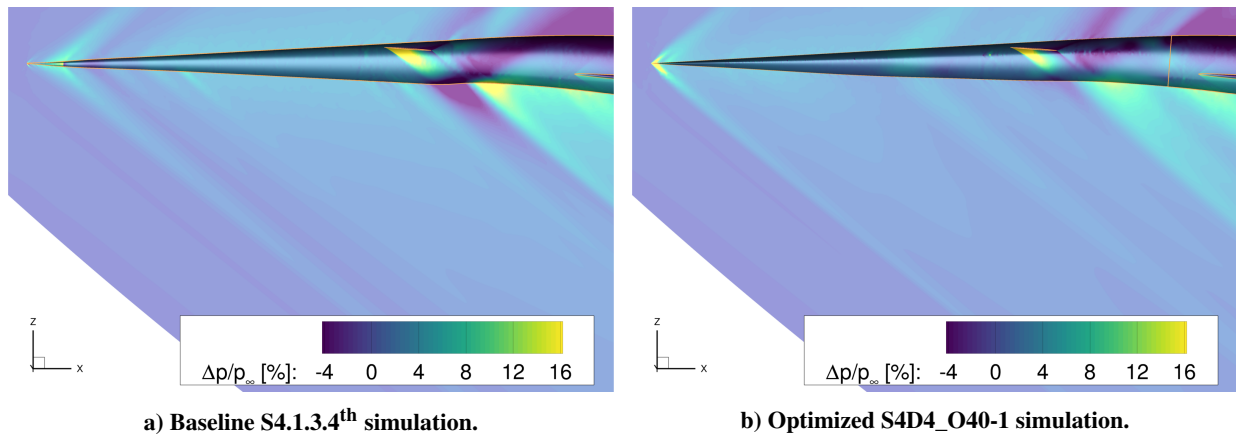 z
x
Δp/p∞ [%]: -4 0 4 8 12 16
a) Baseline S4.1.3.4th simulation.
z
x
Δp/p∞ [%]: -4 0 4 8 12 16
b) Optimized S4D4_O40-1 simulation.